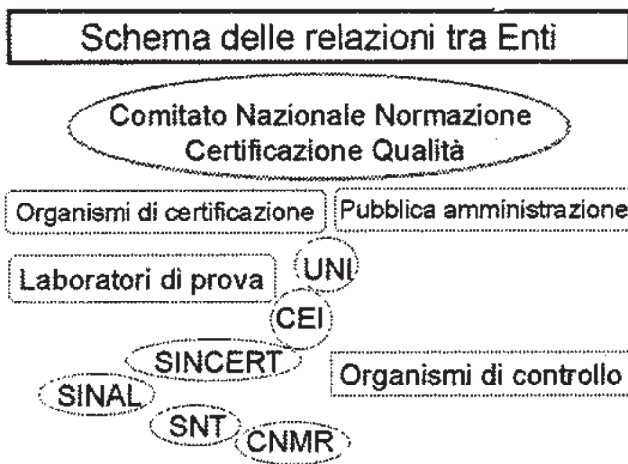 Schema delle relazioni tra Enti
Comitato Nazionale Normazione
Certificazione Qualità
Organismi di certificazione
Pubblica amministrazione
UNI
Laboratori di prova
CEI
SINCERT
Organismi di controllo
SINAL
SNT
CNMR